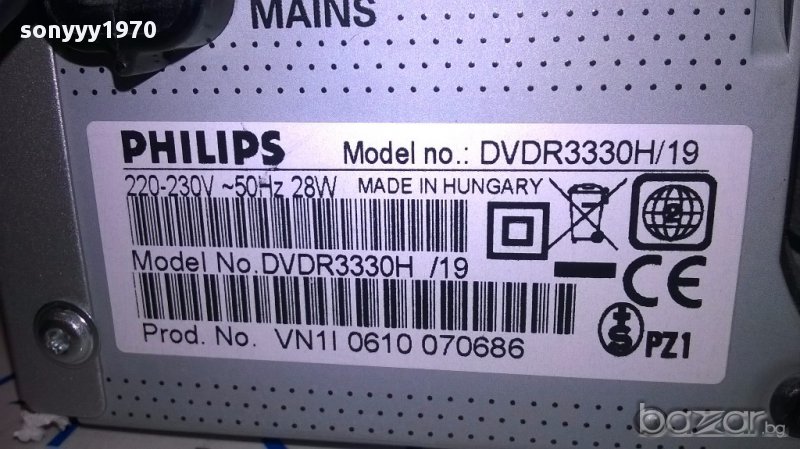 sonyyy1970
MAINS
PHILIPS Model no.: DVDR3330H/19
220-230V ~50Hz 28W MADE IN HUNGARY
2
Model No.DVDR3330H /19
CE
Prod. No. VN1I 0610 070686
+S PZ1
bazar.bg